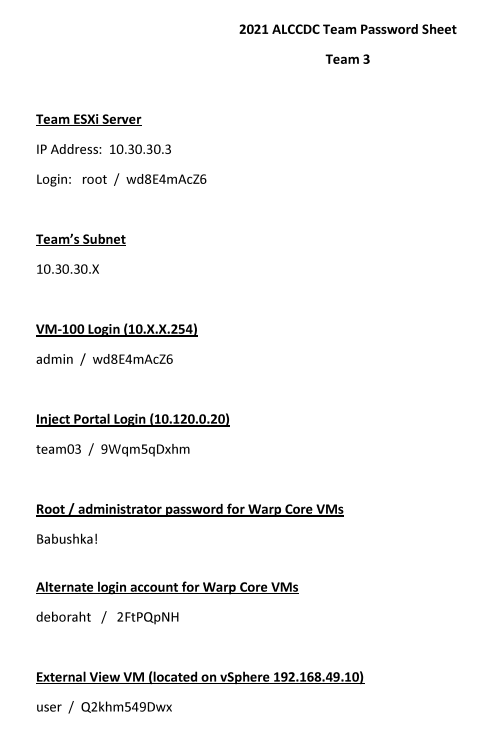 2021 ALCCDC Team Password Sheet
Team 3
Team ESXi Server
IP Address: 10.30.30.3
Login: root / wd8E4mAcZ6
Team’s Subnet
10.30.30.X
VM-100 Login (10.X.X.254)
admin / wd8E4mAcZ6
Inject Portal Login (10.120.0.20)
team03 / 9Wqm5qDxhm
Root / administrator password for Warp Core VMs
Babushka!
Alternate login account for Warp Core VMs
deboraht / 2FtPQpNH
External View VM (located on vSphere 192.168.49.10)
user / Q2khm549Dwx